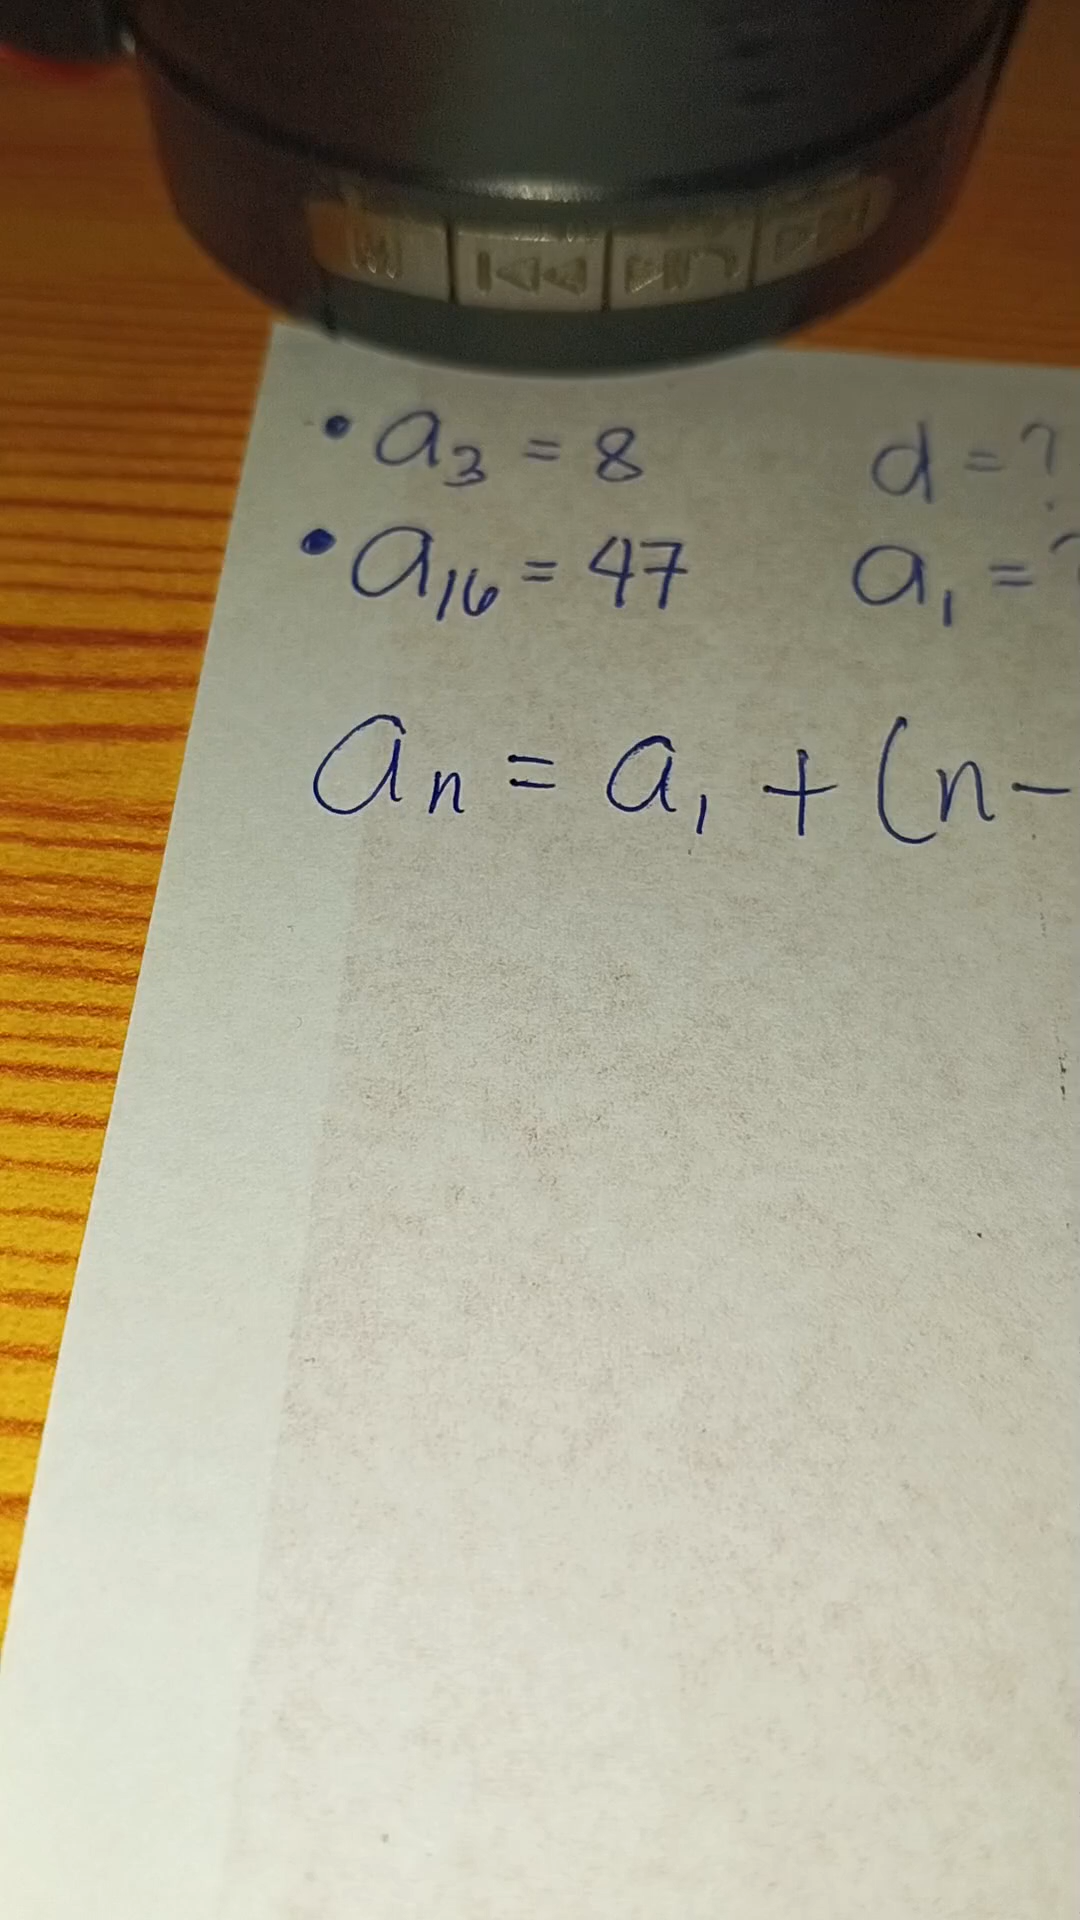 M
• a₃ = 8 d = ?
• a₁₆ = 47 a₁ = ?
aₙ = a₁ + (n -